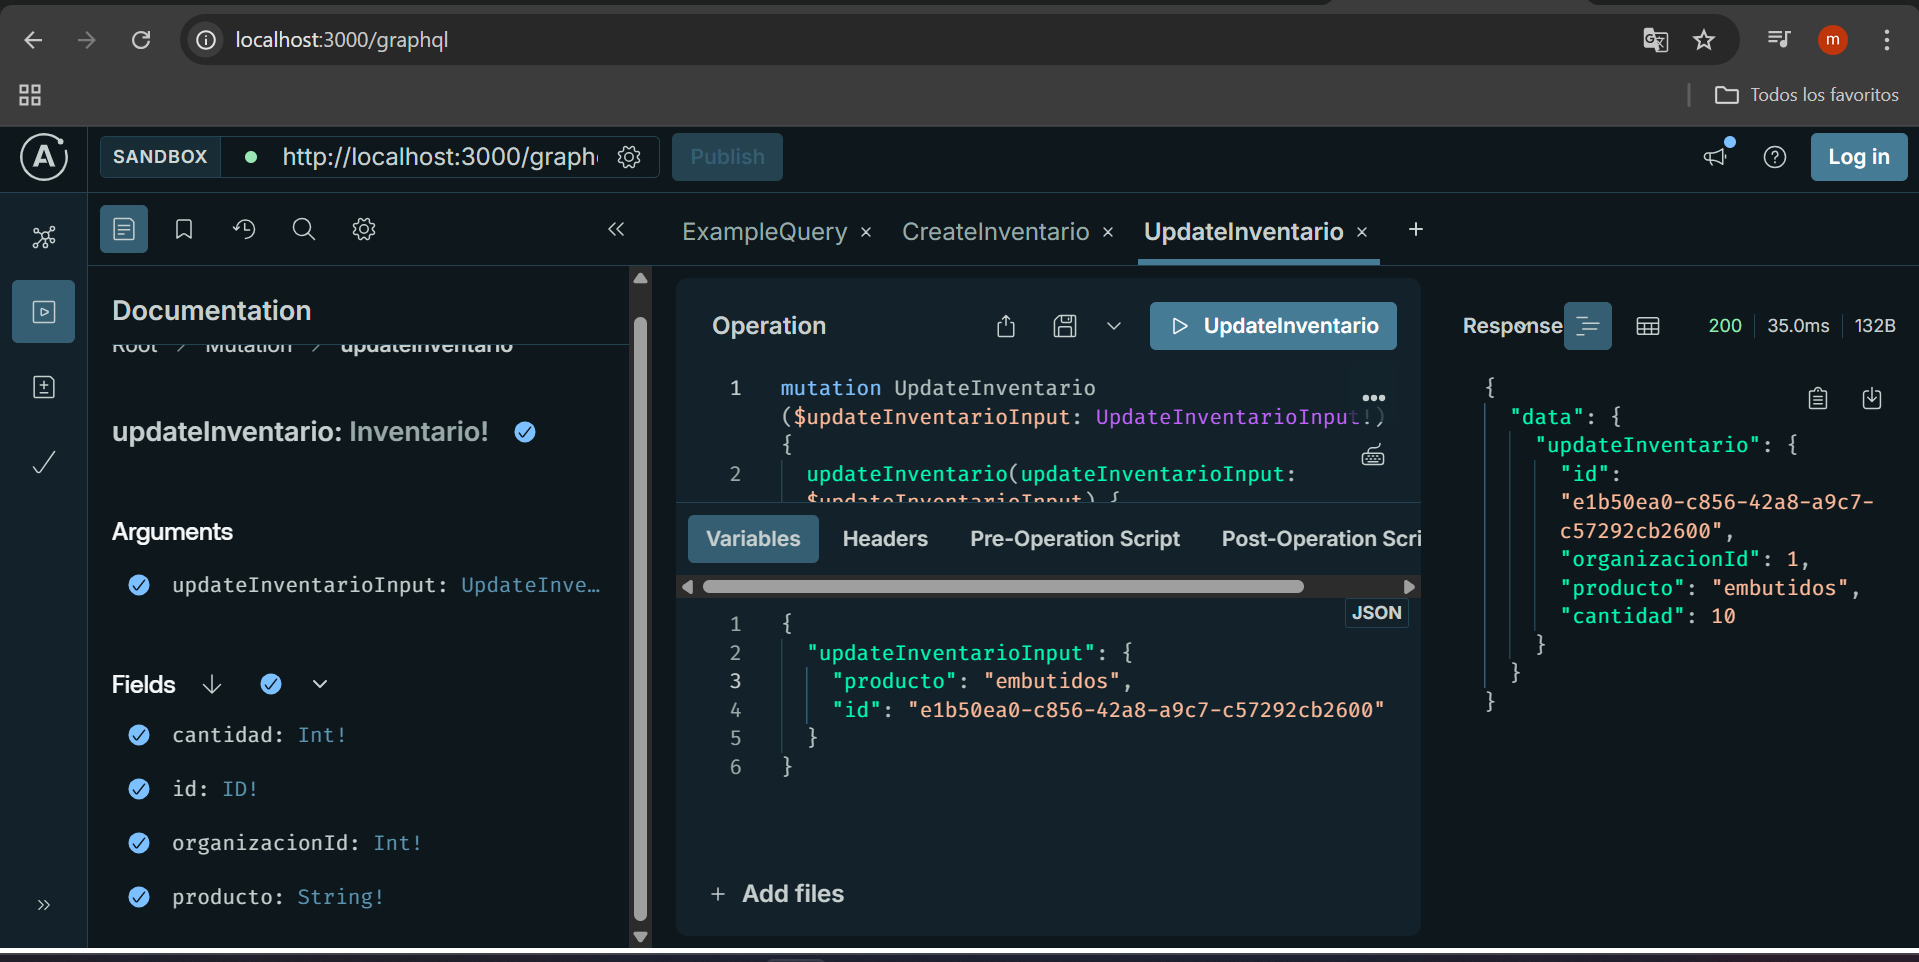 localhost:3000/graphql
m
Todos los favoritos
A
SANDBOX
http://localhost:3000/graph
Publish
Log in
ExampleQuery
CreateInventario
UpdateInventario
Documentation
Root > Mutation > updateInventario
updateInventario: Inventario!
Arguments
updateInventarioInput: UpdateInve…
Fields
cantidad: Int!
id: ID!
organizacionId: Int!
producto: String!
Operation
UpdateInventario
1 mutation UpdateInventario
($updateInventarioInput: UpdateInventarioInput!)
{
2 updateInventario(updateInventarioInput:
$updateInventarioInput) {
Variables
Headers
Pre-Operation Script
Post-Operation Scri
JSON
1 {
2 "updateInventarioInput": {
3 "producto": "embutidos",
4 "id": "e1b50ea0-c856-42a8-a9c7-c57292cb2600"
5 }
6 }
+ Add files
Response
200
35.0ms
132B
{
"data": {
"updateInventario": {
"id":
"e1b50ea0-c856-42a8-a9c7-
c57292cb2600",
"organizacionId": 1,
"producto": "embutidos",
"cantidad": 10
}
}
}